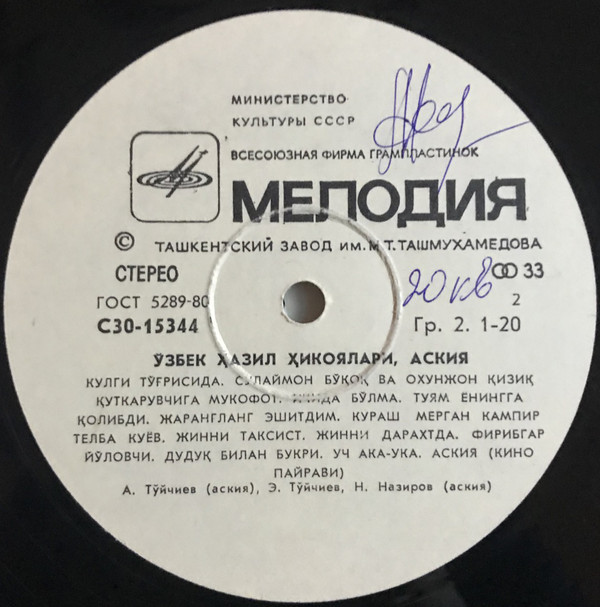 МИНИСТЕРСТВО
КУЛЬТУРЫ СССР
ВСЕСОЮЗНАЯ ФИРМА ГРАМПЛАСТИНОК
МЕЛОДИЯ
© ТАШКЕНТСКИЙ ЗАВОД ИМ. М. Т. ТАШМУХАМЕДОВА
СТЕРЕО 33
ГОСТ 5289-80 20 кв 2
С30-15344 Гр. 2. 1-20
ЎЗБЕК ҲАЗИЛ ҲИКОЯЛАРИ, АСКИЯ
КУЛГИ ТЎҒРИСИДА. СУЛАЙМОН БЎҚОҚ ВА ОХУНЖОН ҚИЗИҚ
ҚУТКАРУВЧИГА МУКОФОТ. ХИДА БЎЛМА. ТУЯМ ЕНИНГГА
ҚОЛИБДИ. ЖАРАНГЛАНГ ЭШИТДИМ. КУРАШ МЕРГАН КАМПИР
ТЕЛБА КУЁВ. ЖИННИ ТАКСИСТ. ЖИННИ ДАРАХТДА. ФИРИБГАР
ЙЎЛОВЧИ. ДУДУҚ БИЛАН БУКРИ. УЧ АКА-УКА. АСКИЯ (КИНО
ПАЙРАВИ)
А. Тўйчиев (аския), Э. Тўйчиев, Н. Назиров (аския)